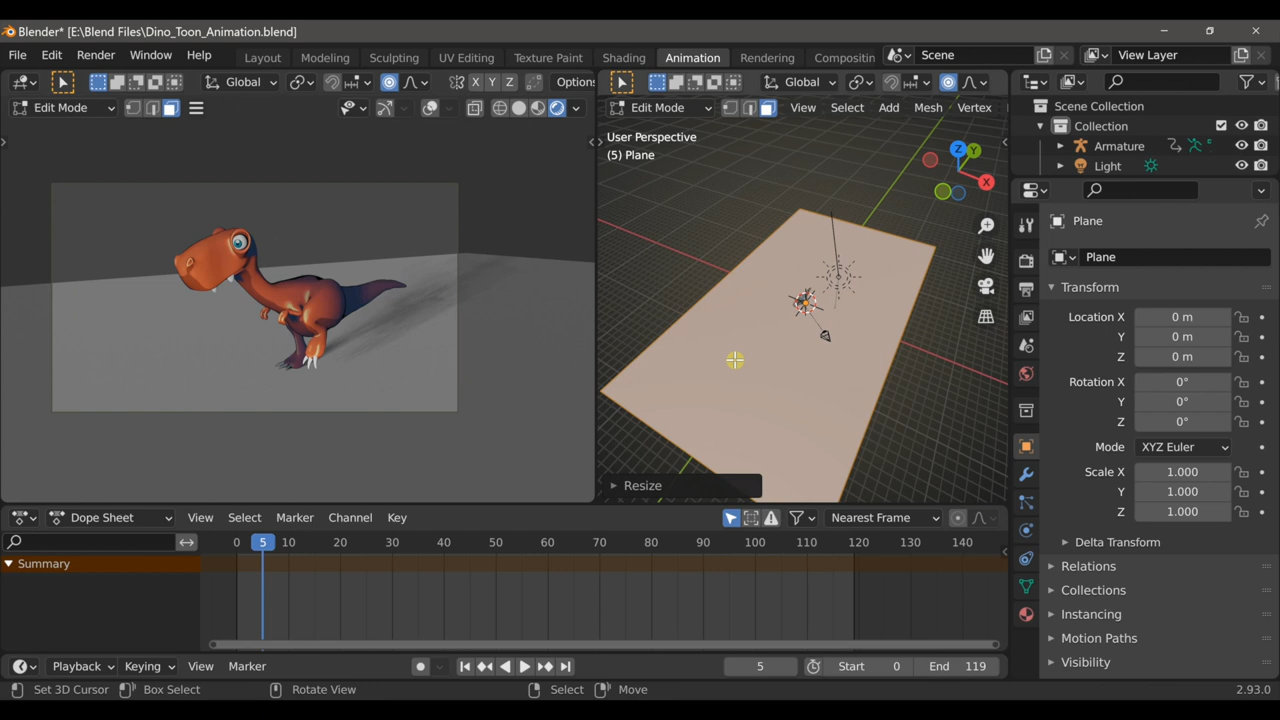 Blender* [E:\Blend Files\Dino_Toon_Animation.blend]
File Edit Render Window Help Layout Modeling Sculpting UV Editing Texture Paint Shading Animation Rendering Compositin Scene View Layer
Global X Y Z Options Global
Edit Mode Edit Mode View Select Add Mesh Vertex Scene Collection
Collection
User Perspective
(5) Plane
Z Y X
Armature
Light
Plane
Plane
Transform
Location X 0 m
Y 0 m
Z 0 m
Rotation X 0°
Y 0°
Z 0°
Mode XYZ Euler
Scale X 1.000
Y 1.000
Z 1.000
Resize
Dope Sheet View Select Marker Channel Key Nearest Frame
0 5 10 20 30 40 50 60 70 80 90 100 110 120 130 140
Summary
Delta Transform
Relations
Collections
Instancing
Motion Paths
Visibility
Playback Keying View Marker 5 Start 0 End 119
Set 3D Cursor Box Select Rotate View Select Move 2.93.0